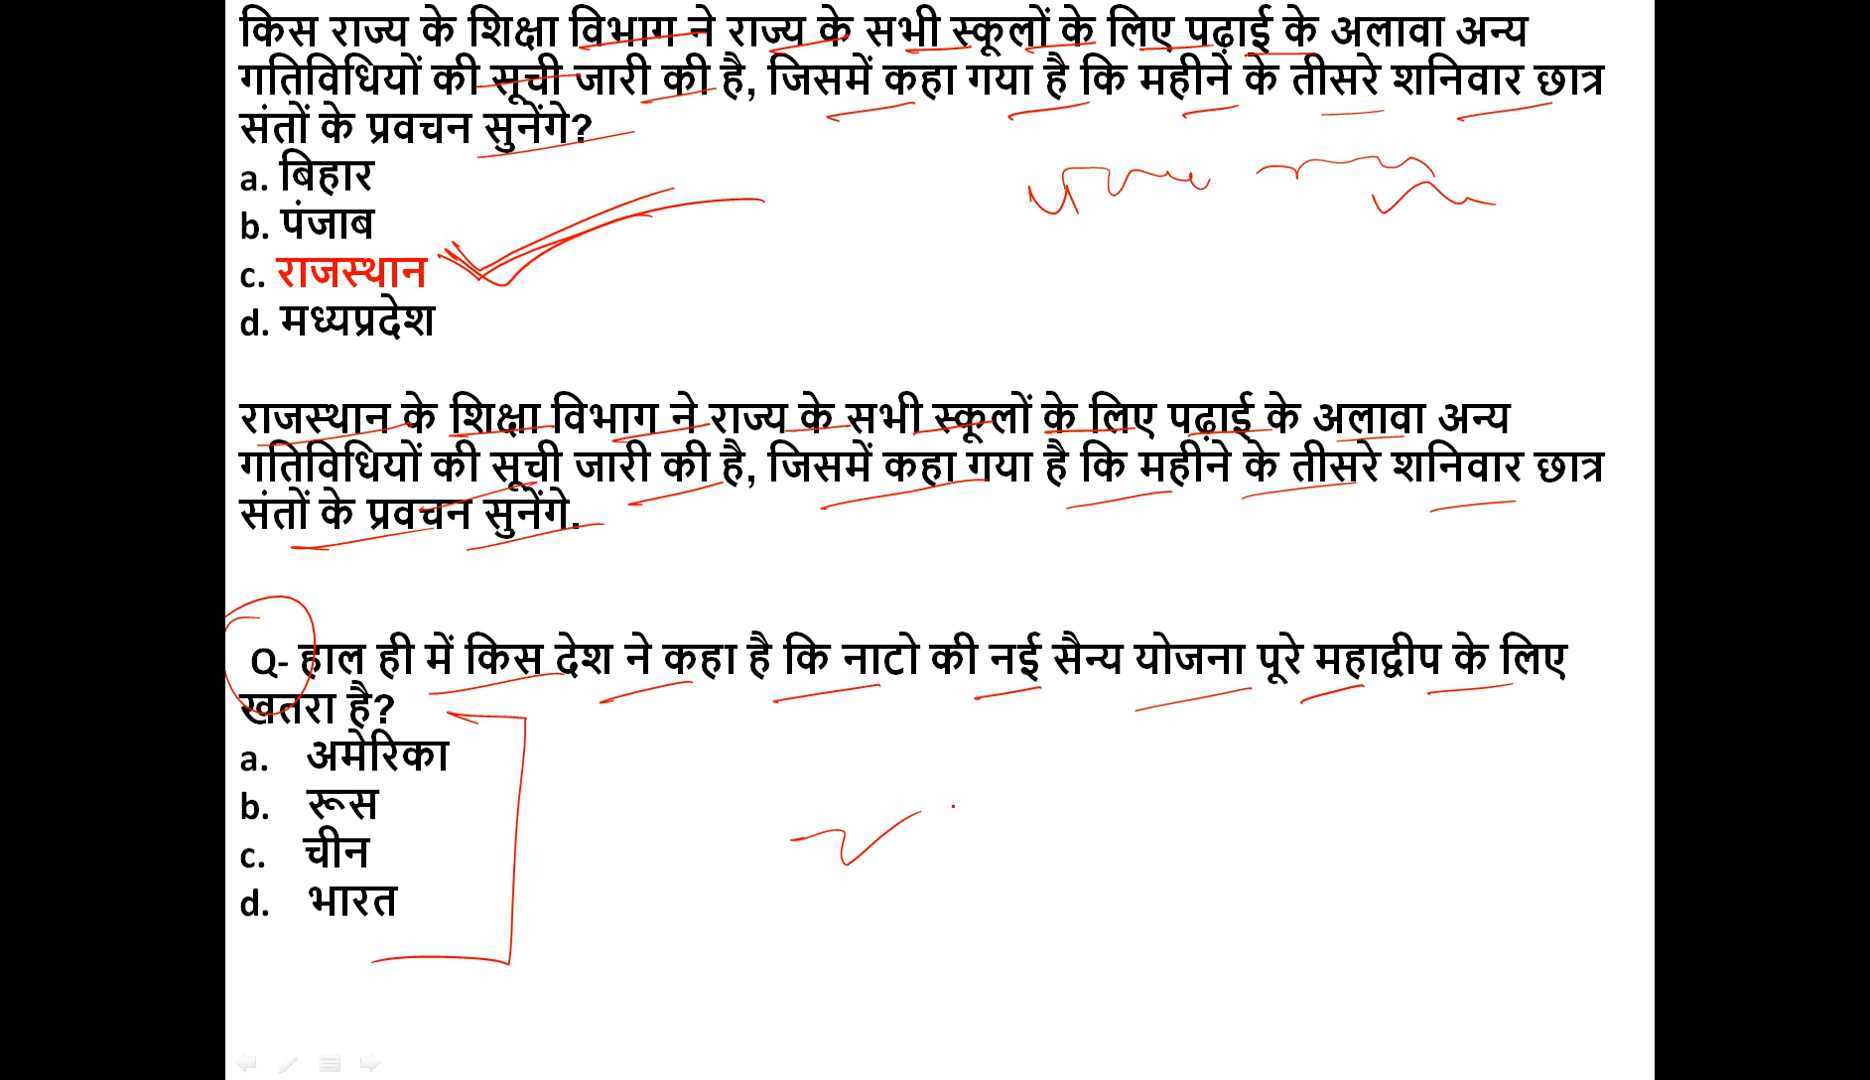 किस राज्य के शिक्षा विभाग ने राज्य के सभी स्कूलों के लिए पढ़ाई के अलावा अन्य
गतिविधियों की सूची जारी की है, जिसमें कहा गया है कि महीने के तीसरे शनिवार छात्र
संतों के प्रवचन सुनेंगे?
a. बिहार
b. पंजाब
c. राजस्थान
d. मध्यप्रदेश
राजस्थान के शिक्षा विभाग ने राज्य के सभी स्कूलों के लिए पढ़ाई के अलावा अन्य
गतिविधियों की सूची जारी की है, जिसमें कहा गया है कि महीने के तीसरे शनिवार छात्र
संतों के प्रवचन सुनेंगे.
Q- हाल ही में किस देश ने कहा है कि नाटो की नई सैन्य योजना पूरे महाद्वीप के लिए
खतरा है?
a. अमेरिका
b. रूस
c. चीन
d. भारत